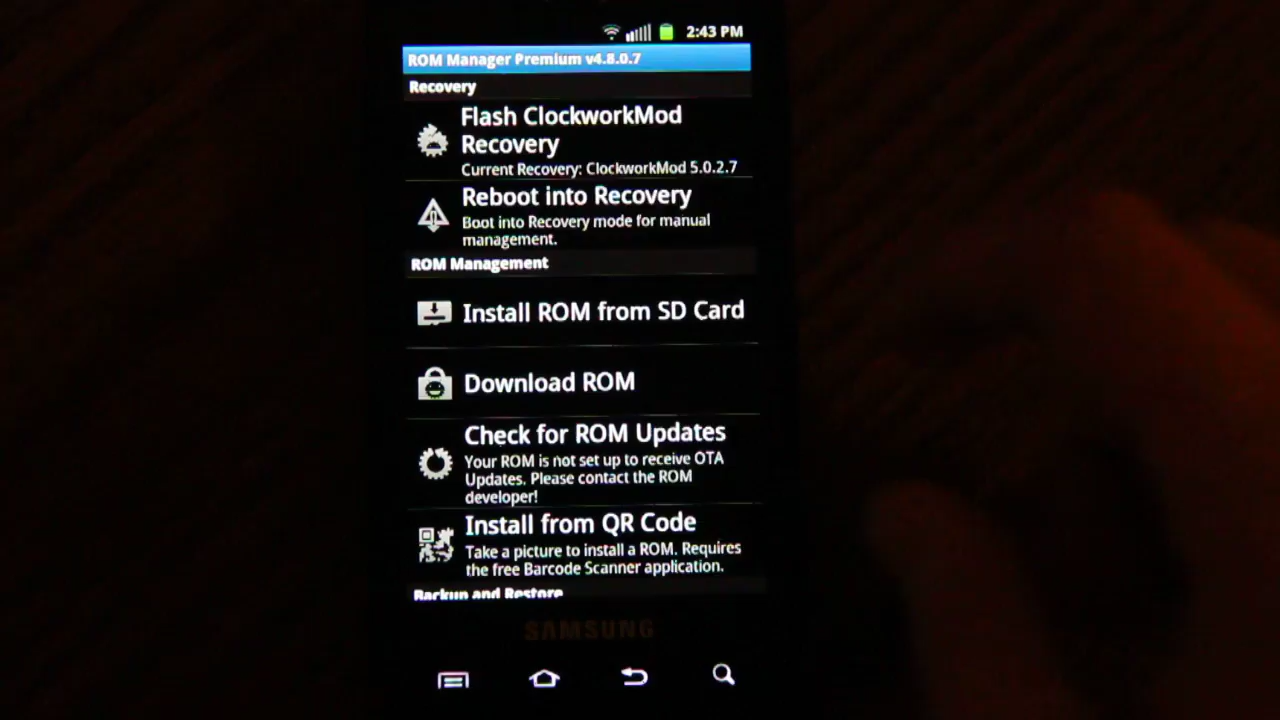 2:43 PM
ROM Manager Premium v4.8.0.7
Recovery
Flash ClockworkMod
Recovery
Current Recovery: ClockworkMod 5.0.2.7
Reboot into Recovery
Boot into Recovery mode for manual
management.
ROM Management
Install ROM from SD Card
Download ROM
Check for ROM Updates
Your ROM is not set up to receive OTA
Updates. Please contact the ROM
developer!
Install from QR Code
Take a picture to install a ROM. Requires
the free Barcode Scanner application.
Backup and Restore
SAMSUNG